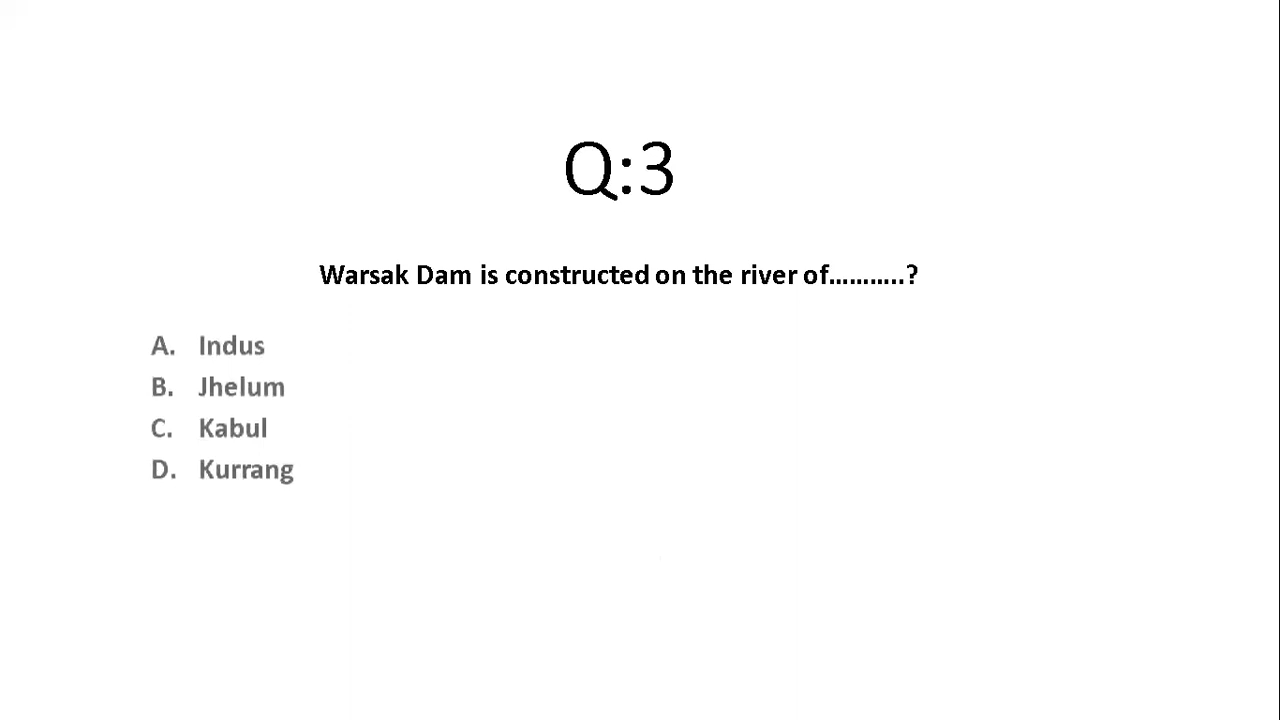 Q:3
Warsak Dam is constructed on the river of...........?
A. Indus
B. Jhelum
C. Kabul
D. Kurrang